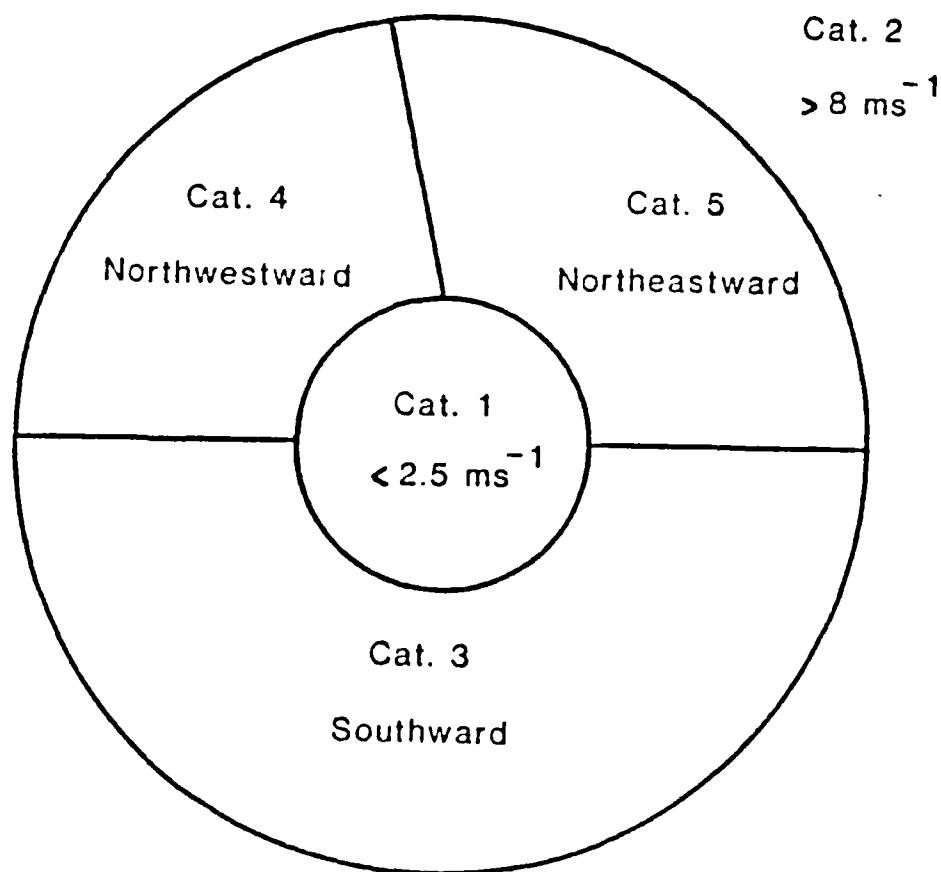 Cat. 2
> 8 ms⁻¹
Cat. 4
Northwestward
Cat. 5
Northeastward
Cat. 1
< 2.5 ms⁻¹
Cat. 3
Southward